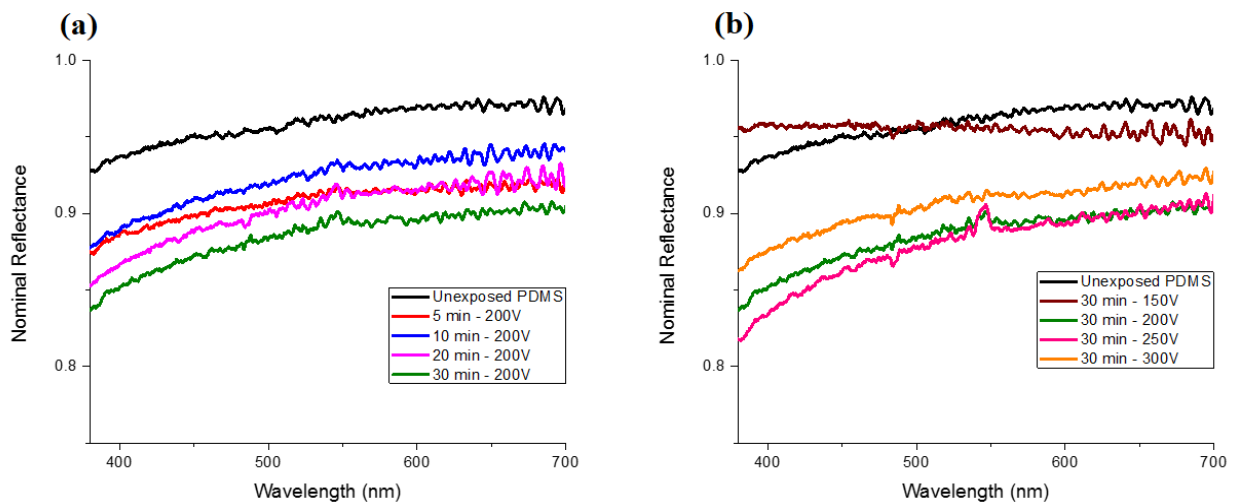 (a)
1.0
0.9
0.8
Nominal Reflectance
Unexposed PDMS
5 min - 200V
10 min - 200V
20 min - 200V
30 min - 200V
400
500
600
700
Wavelength (nm)
(b)
1.0
0.9
0.8
Nominal Reflectance
Unexposed PDMS
30 min - 150V
30 min - 200V
30 min - 250V
30 min - 300V
400
500
600
700
Wavelength (nm)